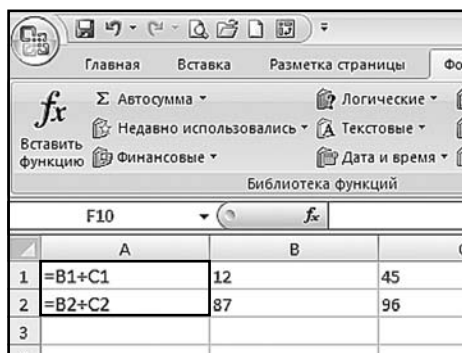 Главная Вставка Разметка страницы Фо
fx Σ Автосумма Логические
Недавно использовались Текстовые
Вставить функцию Финансовые Дата и время
Библиотека функций
F10 fx
A B
1 =B1+C1 12 45
2 =B2+C2 87 96
3